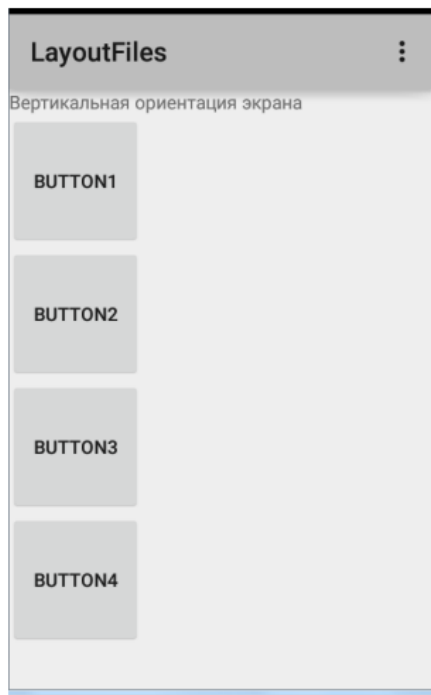 LayoutFiles
Вертикальная ориентация экрана
BUTTON1
BUTTON2
BUTTON3
BUTTON4